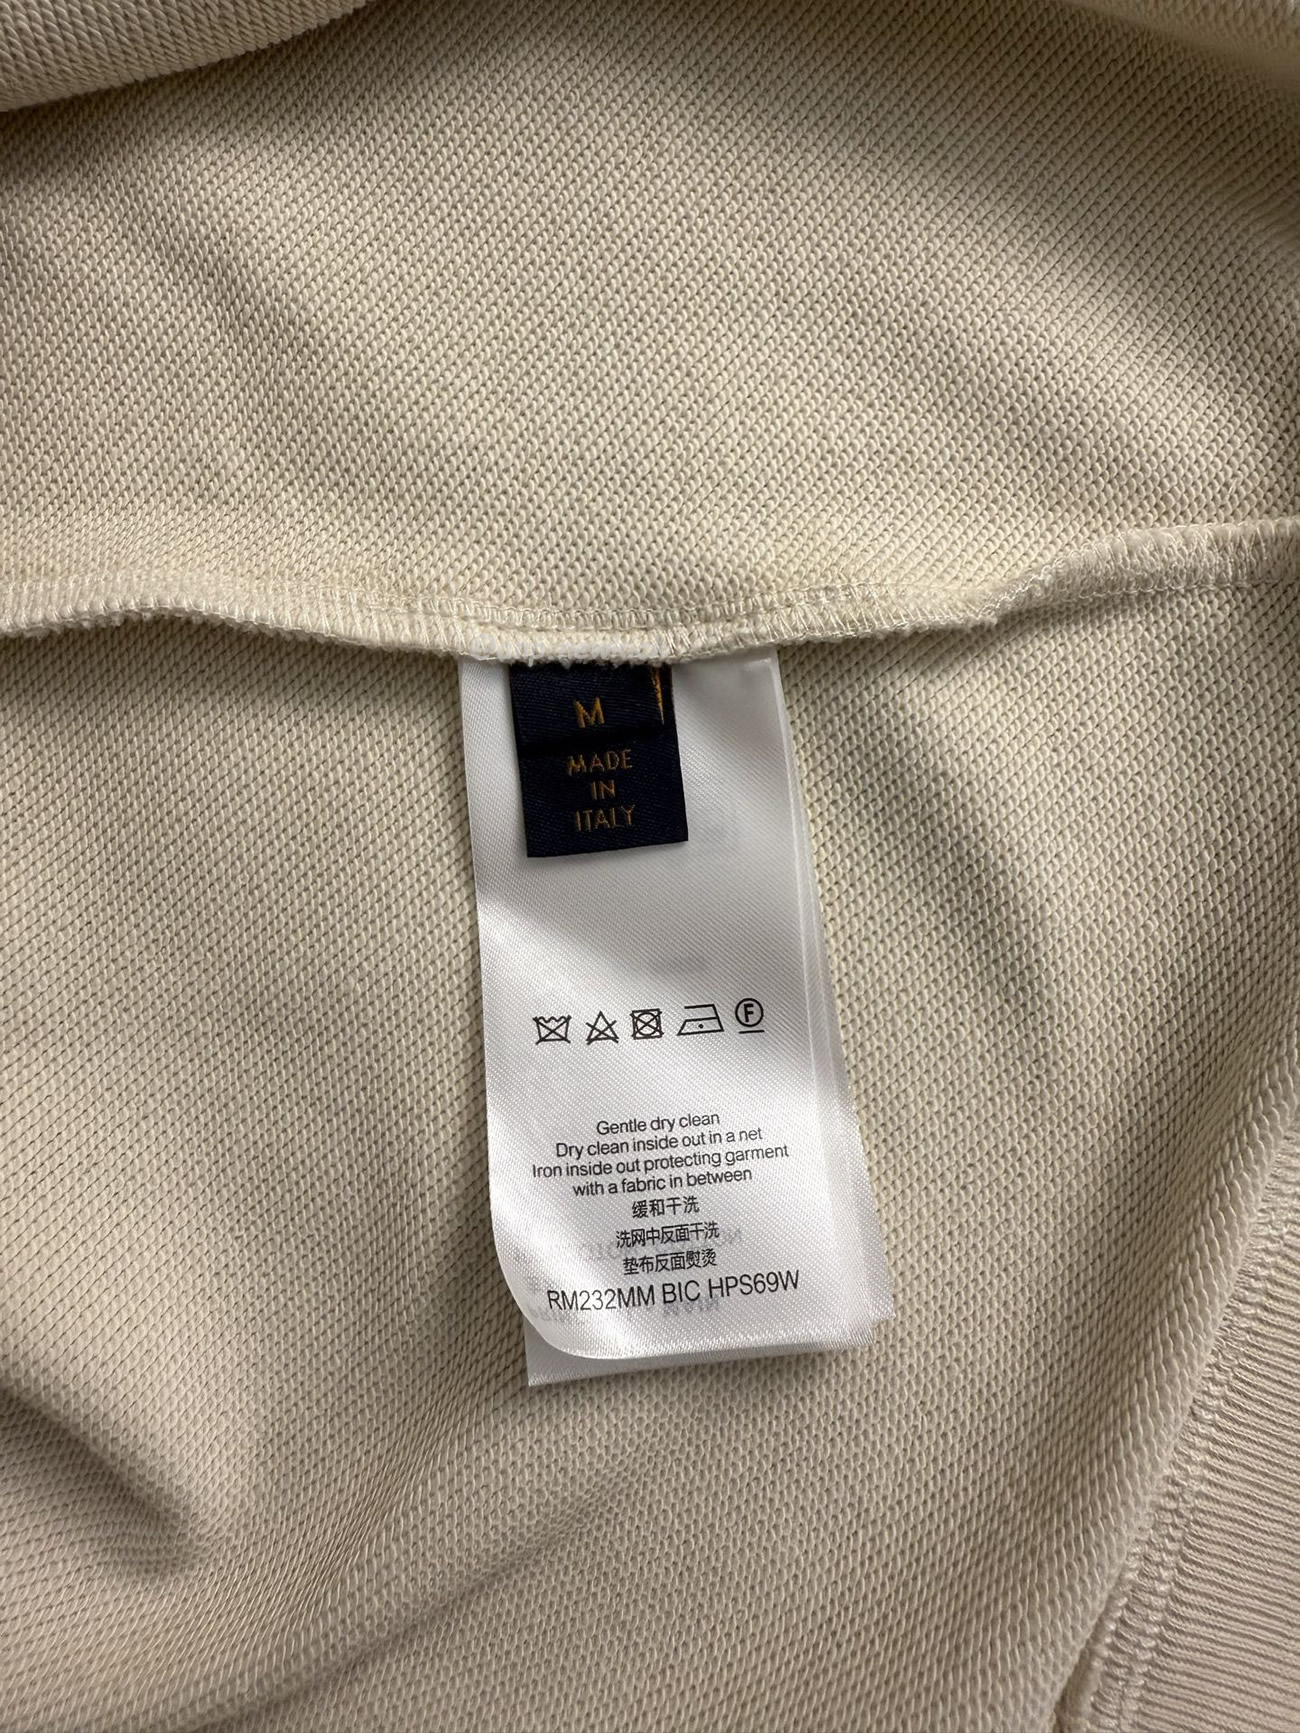 M
MADE
IN
ITALY
F
Gentle dry clean
Dry clean inside out in a net
Iron inside out protecting garment
with a fabric in between
缓和干洗
洗网中反面干洗
垫布反面熨烫
RM232MM BIC HPS69W